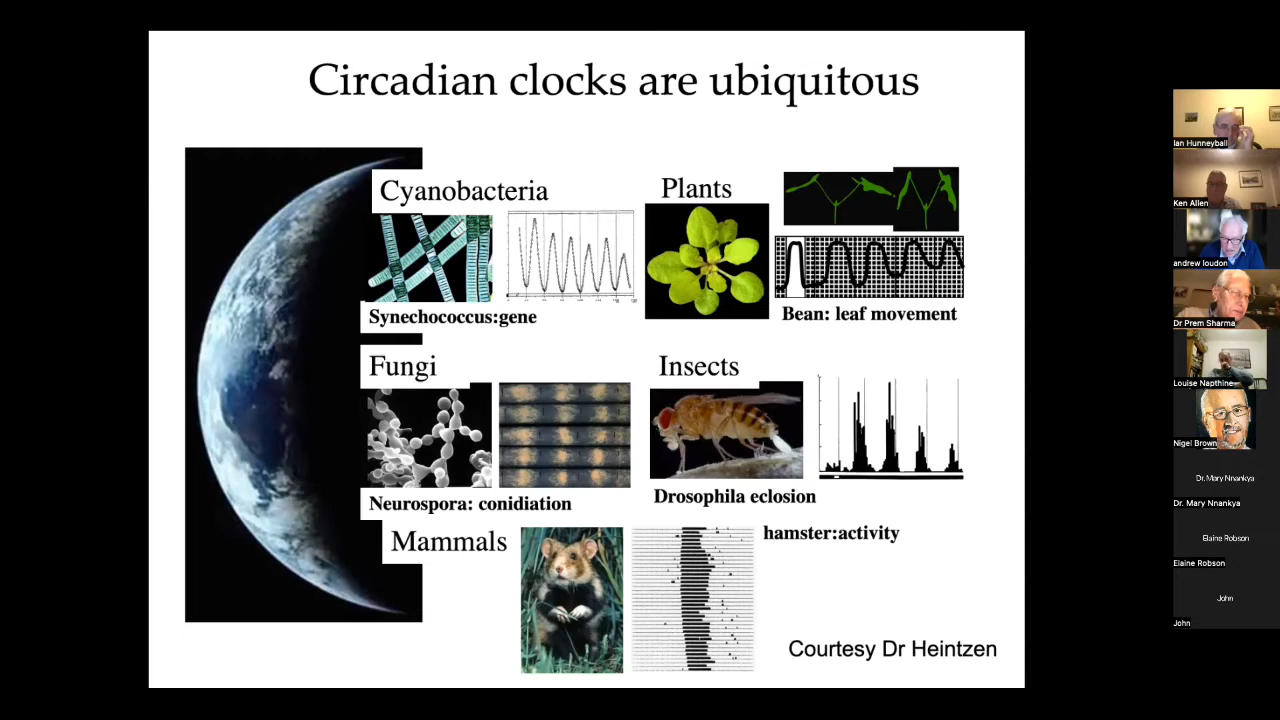 Circadian clocks are ubiquitous
Cyanobacteria
Synechococcus:gene
Plants
Bean: leaf movement
Fungi
Neurospora: conidiation
Insects
Drosophila eclosion
Mammals
hamster:activity
Courtesy Dr Heintzen
Ian Hunneyball
Ken Allen
andrew loudon
Dr Prem Sharma
Louise Napthine
Nigel Brown
Dr. Mary Nnankya
Dr. Mary Nnankya
Elaine Robson
Elaine Robson
John
John